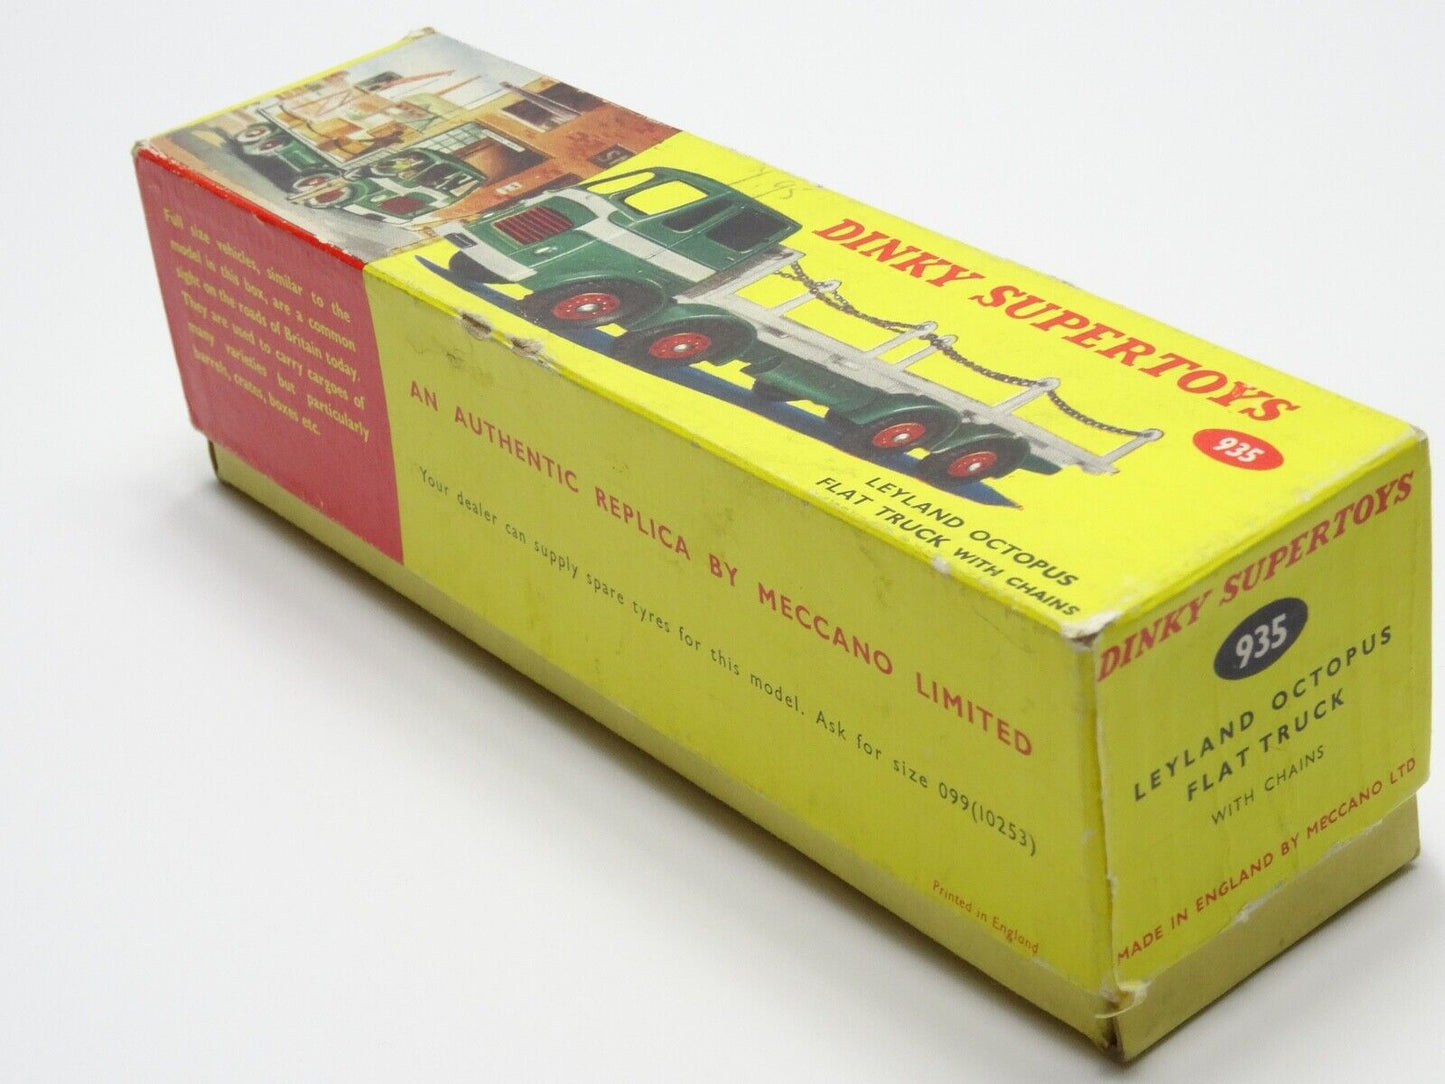 DINKY SUPERTOYS
935
LEYLAND OCTOPUS
FLAT TRUCK WITH CHAINS
Full size vehicles, similar to the
model in this box, are a common
sight on the roads of Britain today.
They are used to carry cargoes of
many varieties but particularly
barrels, crates, boxes etc.
AN AUTHENTIC REPLICA BY MECCANO LIMITED
Your dealer can supply spare tyres for this model. Ask for size 099(10253)
Printed in England
DINKY SUPERTOYS
935
LEYLAND OCTOPUS
FLAT TRUCK
WITH CHAINS
MADE IN ENGLAND BY MECCANO LTD